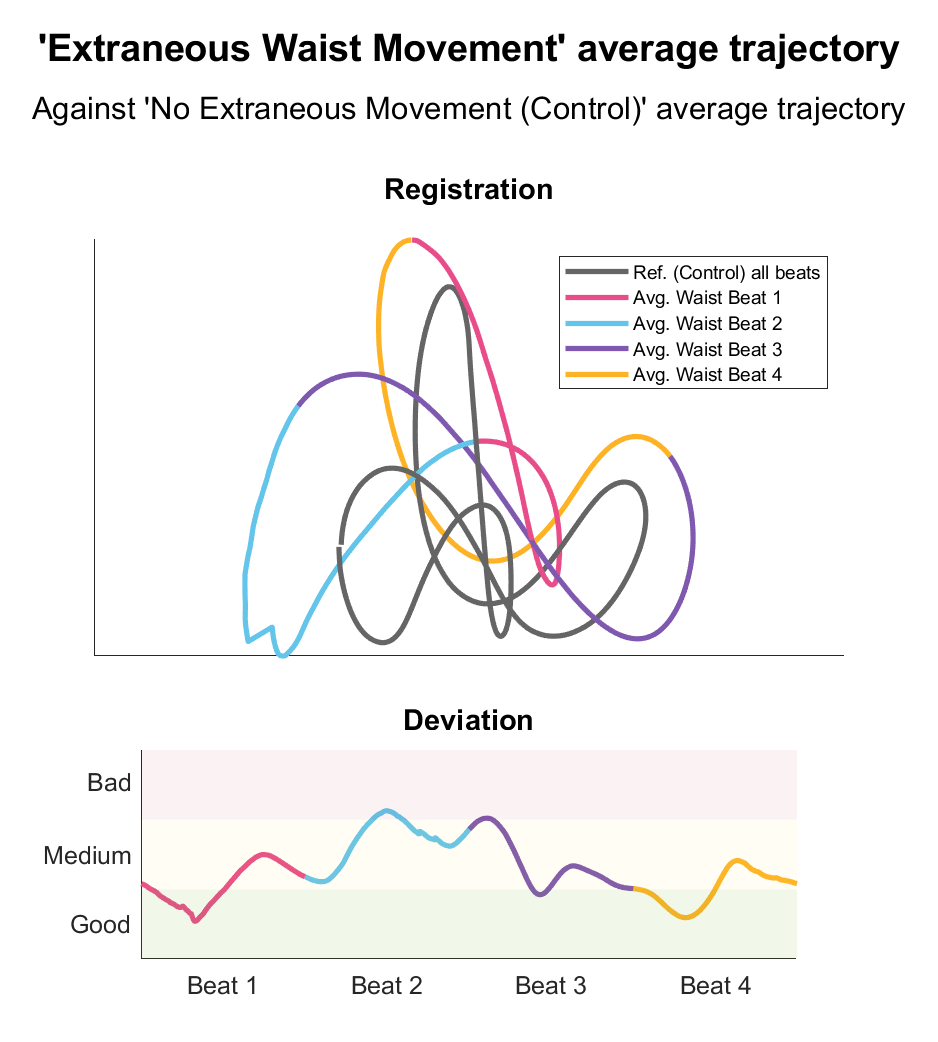 'Extraneous Waist Movement' average trajectory
Against 'No Extraneous Movement (Control)' average trajectory
Registration
Ref. (Control) all beats
Avg. Waist Beat 1
Avg. Waist Beat 2
Avg. Waist Beat 3
Avg. Waist Beat 4
Deviation
Bad
Medium
Good
Beat 1 Beat 2 Beat 3 Beat 4